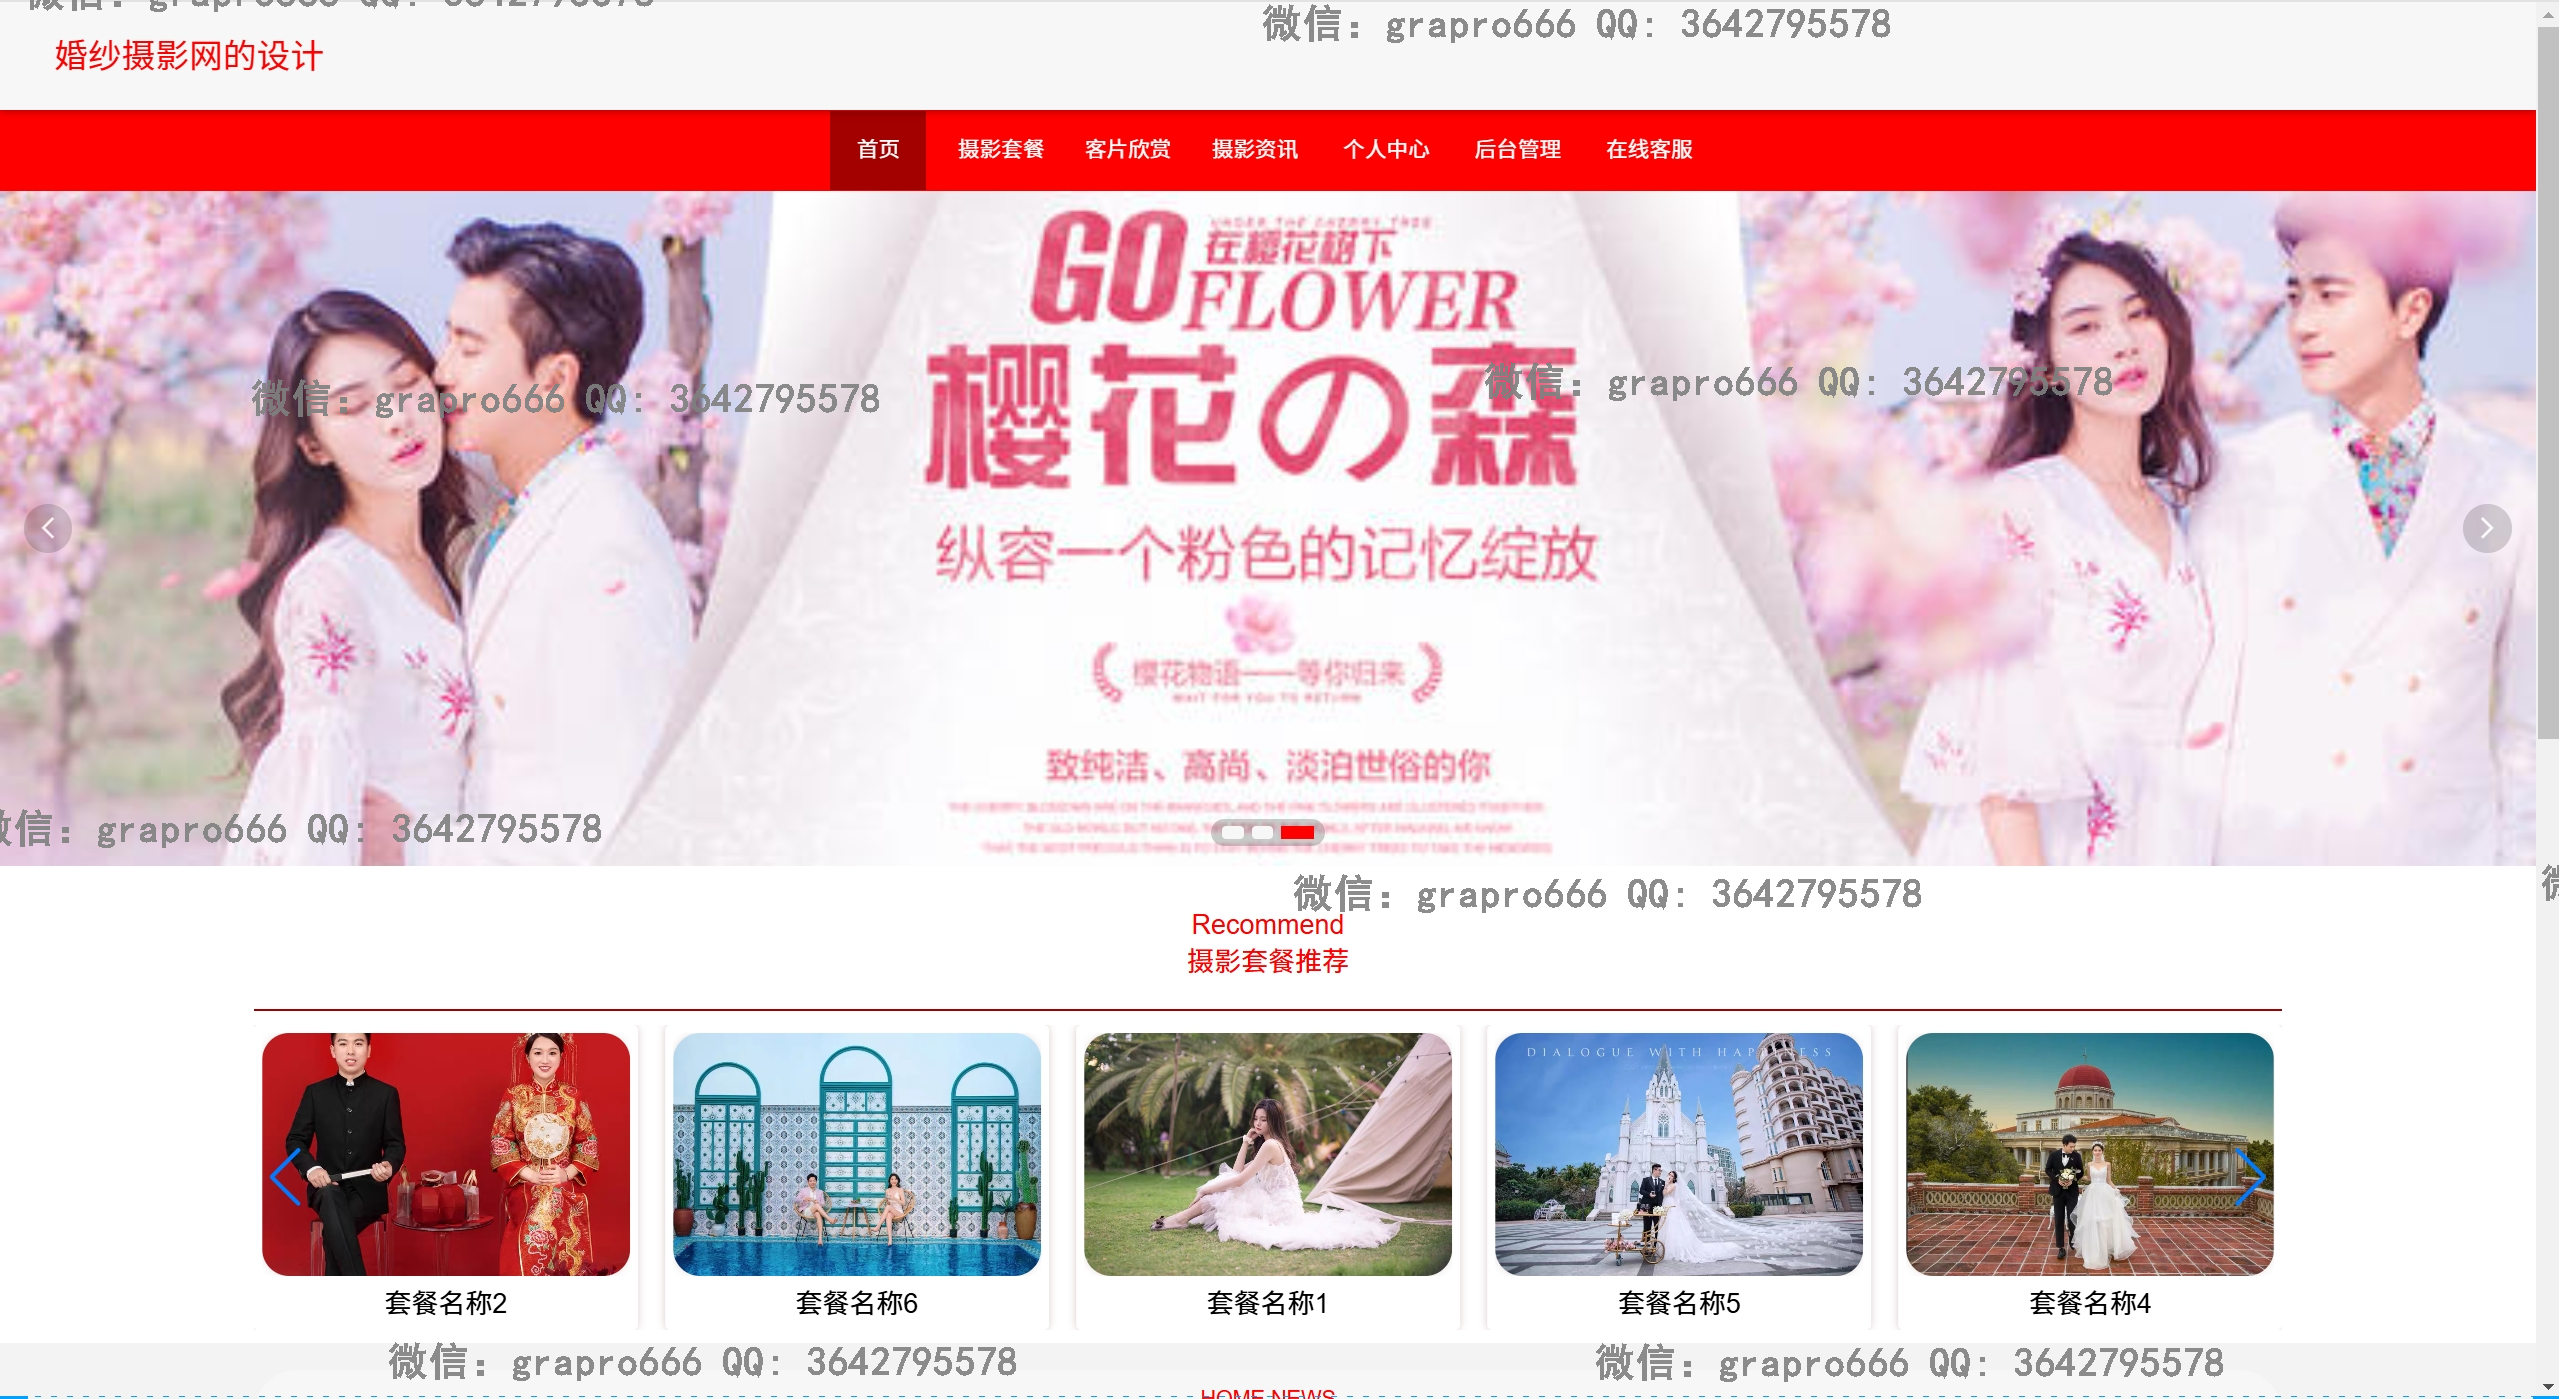 微信: grapro666 QQ: 3642795578
微信: grapro666 QQ: 3642795578
婚纱摄影网的设计
首页 摄影套餐 客片欣赏 摄影资讯 个人中心 后台管理 在线客服
UNDER THE CHERRY TREE
GO 在樱花树下
FLOWER
樱花の森
微信: grapro666 QQ: 3642795578
微信: grapro666 QQ: 3642795578
纵容一个粉色的记忆绽放
樱花物语——等你归来
WAIT FOR YOU TO RETURN
致纯洁、高尚、淡泊世俗的你
微信: grapro666 QQ: 3642795578
微信: grapro666 QQ: 3642795578
微
Recommend
摄影套餐推荐
DIALOGUE WITH HAPPINESS
套餐名称2 套餐名称6 套餐名称1 套餐名称5 套餐名称4
微信: grapro666 QQ: 3642795578
微信: grapro666 QQ: 3642795578
HOME NEWS